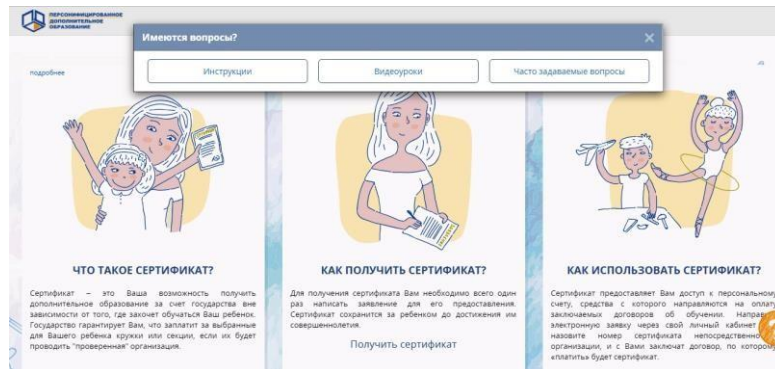 ПЕРСОНИФИЦИРОВАННОЕ
ДОПОЛНИТЕЛЬНОЕ
ОБРАЗОВАНИЕ
Имеются вопросы?
Инструкции
Видеоуроки
Часто задаваемые вопросы
подробнее
ЧТО ТАКОЕ СЕРТИФИКАТ?
Сертификат – это Ваша возможность получить
дополнительное образование за счет государства вне
зависимости от того, где захочет обучаться Ваш ребенок.
Государство гарантирует Вам, что заплатит за выбранные
для Вашего ребенка кружки или секции, если их будет
проводить "проверенная" организация.
КАК ПОЛУЧИТЬ СЕРТИФИКАТ?
Для получения сертификата Вам необходимо всего один
раз написать заявление для его предоставления.
Сертификат сохранится за ребенком до достижения им
совершеннолетия.
Получить сертификат
КАК ИСПОЛЬЗОВАТЬ СЕРТИФИКАТ?
Сертификат предоставляет Вам доступ к персональному
счету, средства с которого направляются на оплату
заключаемых договоров об обучении.
электронную заявку через свой личный кабинет
назовите номер сертификата непосредственно
организации, и с Вами заключат договор, по которому
«платить» будет сертификат.